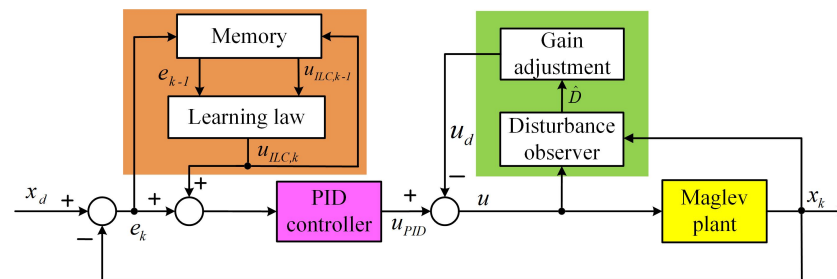 Memory
e_{k-1}
u_{ILC,k-1}
Learning law
u_{ILC,k}
Gain
adjustment
\hat{D}
Disturbance
observer
u_d
−
x_d
+
−
e_k
+
+
PID
controller
+
u_{PID}
u
Maglev
plant
x_k